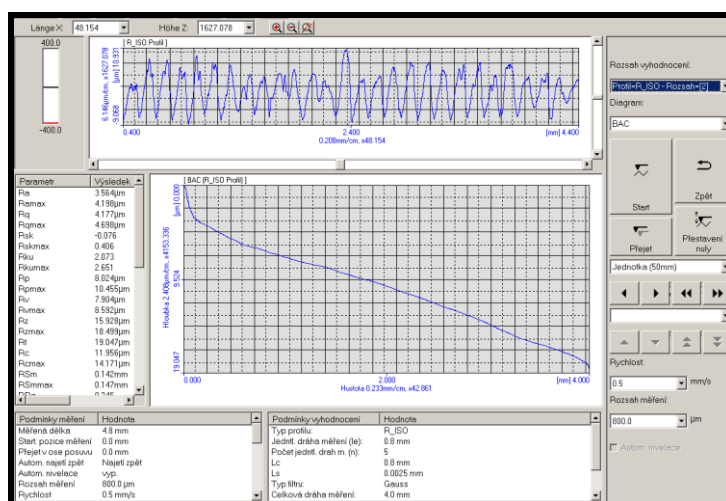 Länge X: 48.154 Höhe Z: 1627.078
400.0
-400.0
[ R_ISO Profil ]
6.146µm/cm, x1627.078
-9.068 [µm] 10.931
0.400 2.400 [mm] 4.400
0.208mm/cm, x48.154
Parametr Výsledek
Ra 3.564µm
Ramax 4.198µm
Rq 4.177µm
Rqmax 4.698µm
Rsk -0.076
Rskmax 0.406
Rku 2.073
Rkumax 2.651
Rp 8.024µm
Rpmax 10.455µm
Rv 7.904µm
Rvmax 8.592µm
Rz 15.928µm
Rzmax 18.499µm
Rt 19.047µm
Rc 11.956µm
Rcmax 14.171µm
RSm 0.142mm
RSmmax 0.147mm
[ BAC (R_ISO Profil) ]
Hloubka 2.408µm/cm, x4153.336
19.047 9.524 [µm] 0.000
0.000 2.000 [mm] 4.000
Hustota 0.233mm/cm, x42.861
Podmínky měření Hodnota
Měřená délka 4.8 mm
Start. pozice měření 0.0 mm
Přejet v ose posuvu 0.0 mm
Autom. najetí zpět Najetí zpět
Autom. nivelace vyp.
Rozsah měření 800.0 µm
Rychlost 0.5 mm/s
Podmínky vyhodnocení Hodnota
Typ profilu: R_ISO
Jedntl. dráha měření (le): 0.8 mm
Počet jedntl. drah m. (n): 5
Lc 0.8 mm
Ls 0.0025 mm
Typ filtru: Gauss
Celková dráha měření: 4.0 mm
Rozsah vyhodnocení:
Profil=R_ISO - Rozsah=[2]
Diagram:
BAC
Start
Zpět
Přejet
Přestavení nuly
Jednotka (50mm)
Rychlost:
0.5 mm/s
Rozsah měření:
800.0 µm
Autom. nivelace